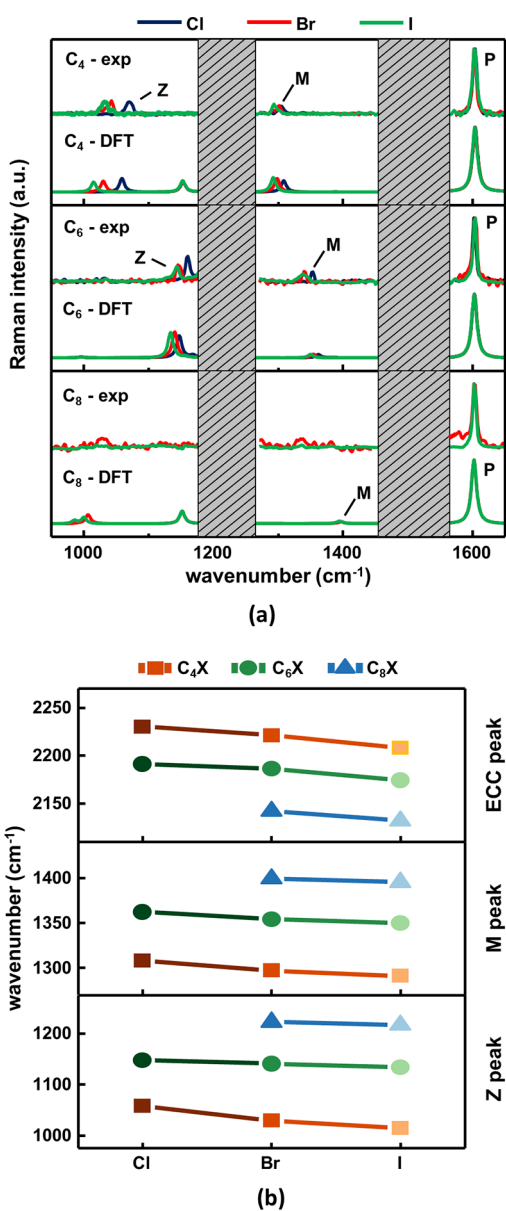 Cl Br I
C₄ - exp
Z
M
P
C₄ - DFT
C₆ - exp
Z
M
P
C₆ - DFT
C₈ - exp
C₈ - DFT
M
P
Raman intensity (a.u.)
1000 1200 1400 1600
wavenumber (cm⁻¹)
(a)
C₄X C₆X C₈X
2250
2200
2150
ECC peak
1400
1350
1300
M peak
1200
1100
1000
Z peak
wavenumber (cm⁻¹)
Cl Br I
(b)